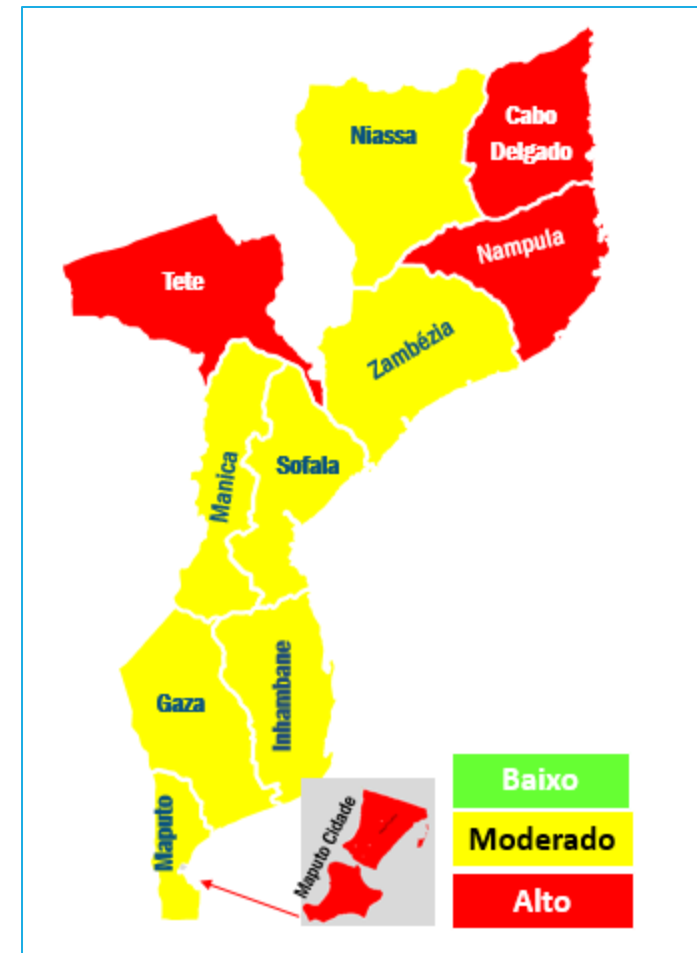 Cabo
Delgado
Niassa
Nampula
Tete
Zambézia
Manica
Sofala
Inhambane
Gaza
Maputo
Maputo Cidade
Baixo
Moderado
Alto